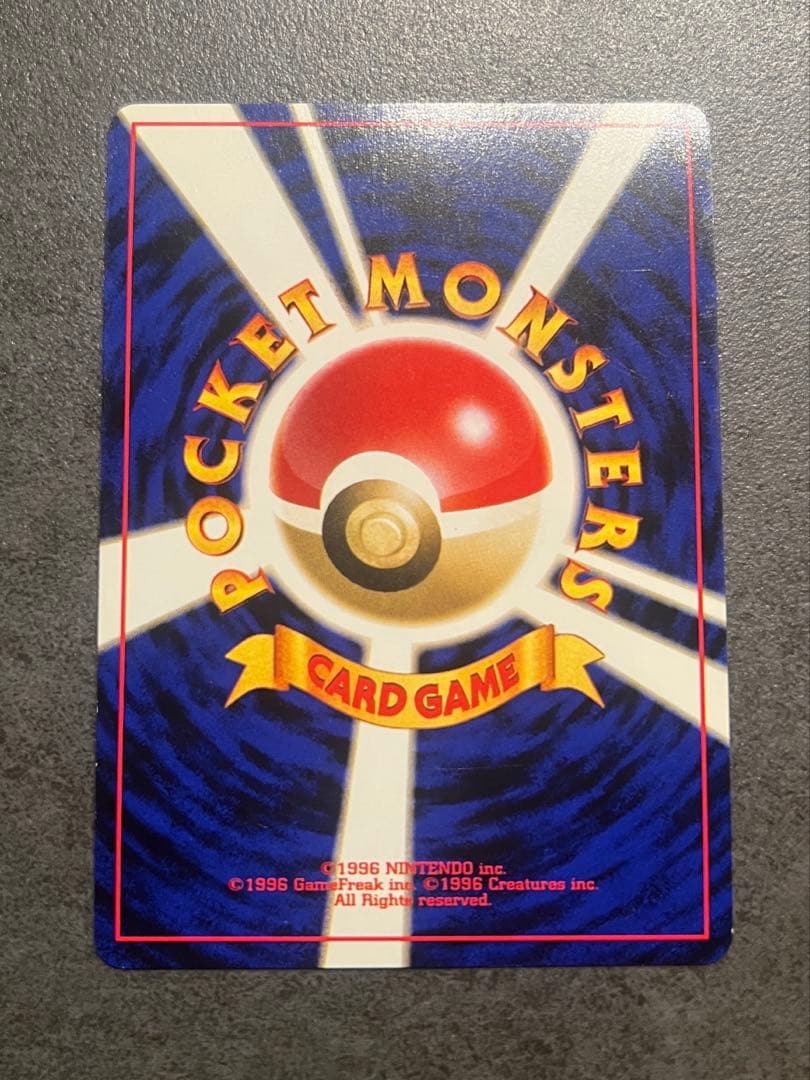 POCKET MONSTERS
CARD GAME
©1996 NINTENDO inc.
©1996 GameFreak inc. ©1996 Creatures inc.
All Rights reserved.